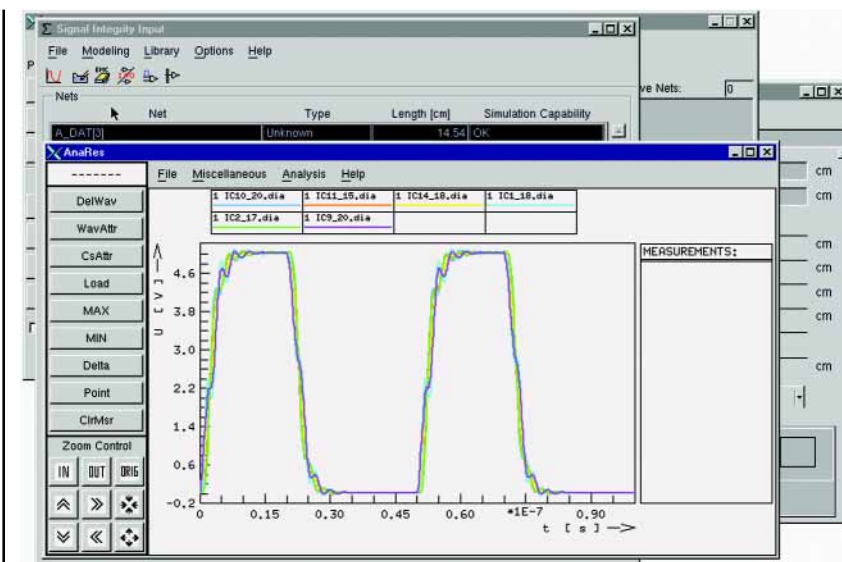 Signal Integrity Input
File Modeling Library Options Help
Nets
Net Type Length [cm] Simulation Capability
A_DAT[3] Unknown 14.54 OK
ve Nets: 0
AnaRes
-------
File Miscellaneous Analysis Help
DelWav
WavAttr
CsAttr
Load
MAX
MIN
Delta
Point
ClrMsr
Zoom Control
IN OUT ORIG
1 IC10_20.dia 1 IC11_15.dia 1 IC14_18.dia 1 IC1_18.dia
1 IC2_17.dia 1 IC9_20.dia
MEASUREMENTS:
U [V]
4.6
3.8
3.0
2.2
1.4
0.6
-0.2
0 0.15 0.30 0.45 0.60 *1E-7 0.90
t [s]
cm
cm
cm
cm
cm
cm
cm